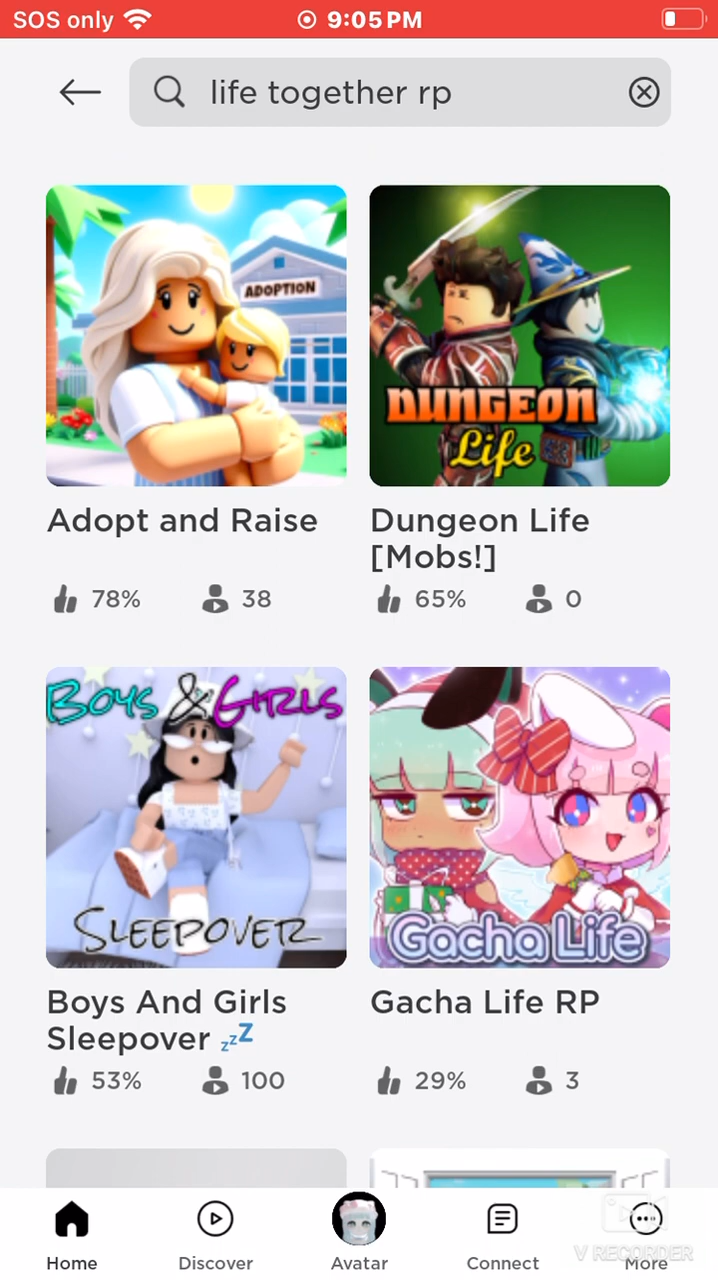 SOS only 9:05 PM
life together rp
ADOPTION
DUNGEON
Life
Adopt and Raise
Dungeon Life
[Mobs!]
78% 38
65% 0
BOYS & GIRLS
SLEEPOVER
Gacha Life
Boys And Girls
Sleepover zzZ
Gacha Life RP
53% 100
29% 3
Home
Discover
Avatar
Connect
More
V RECORDER